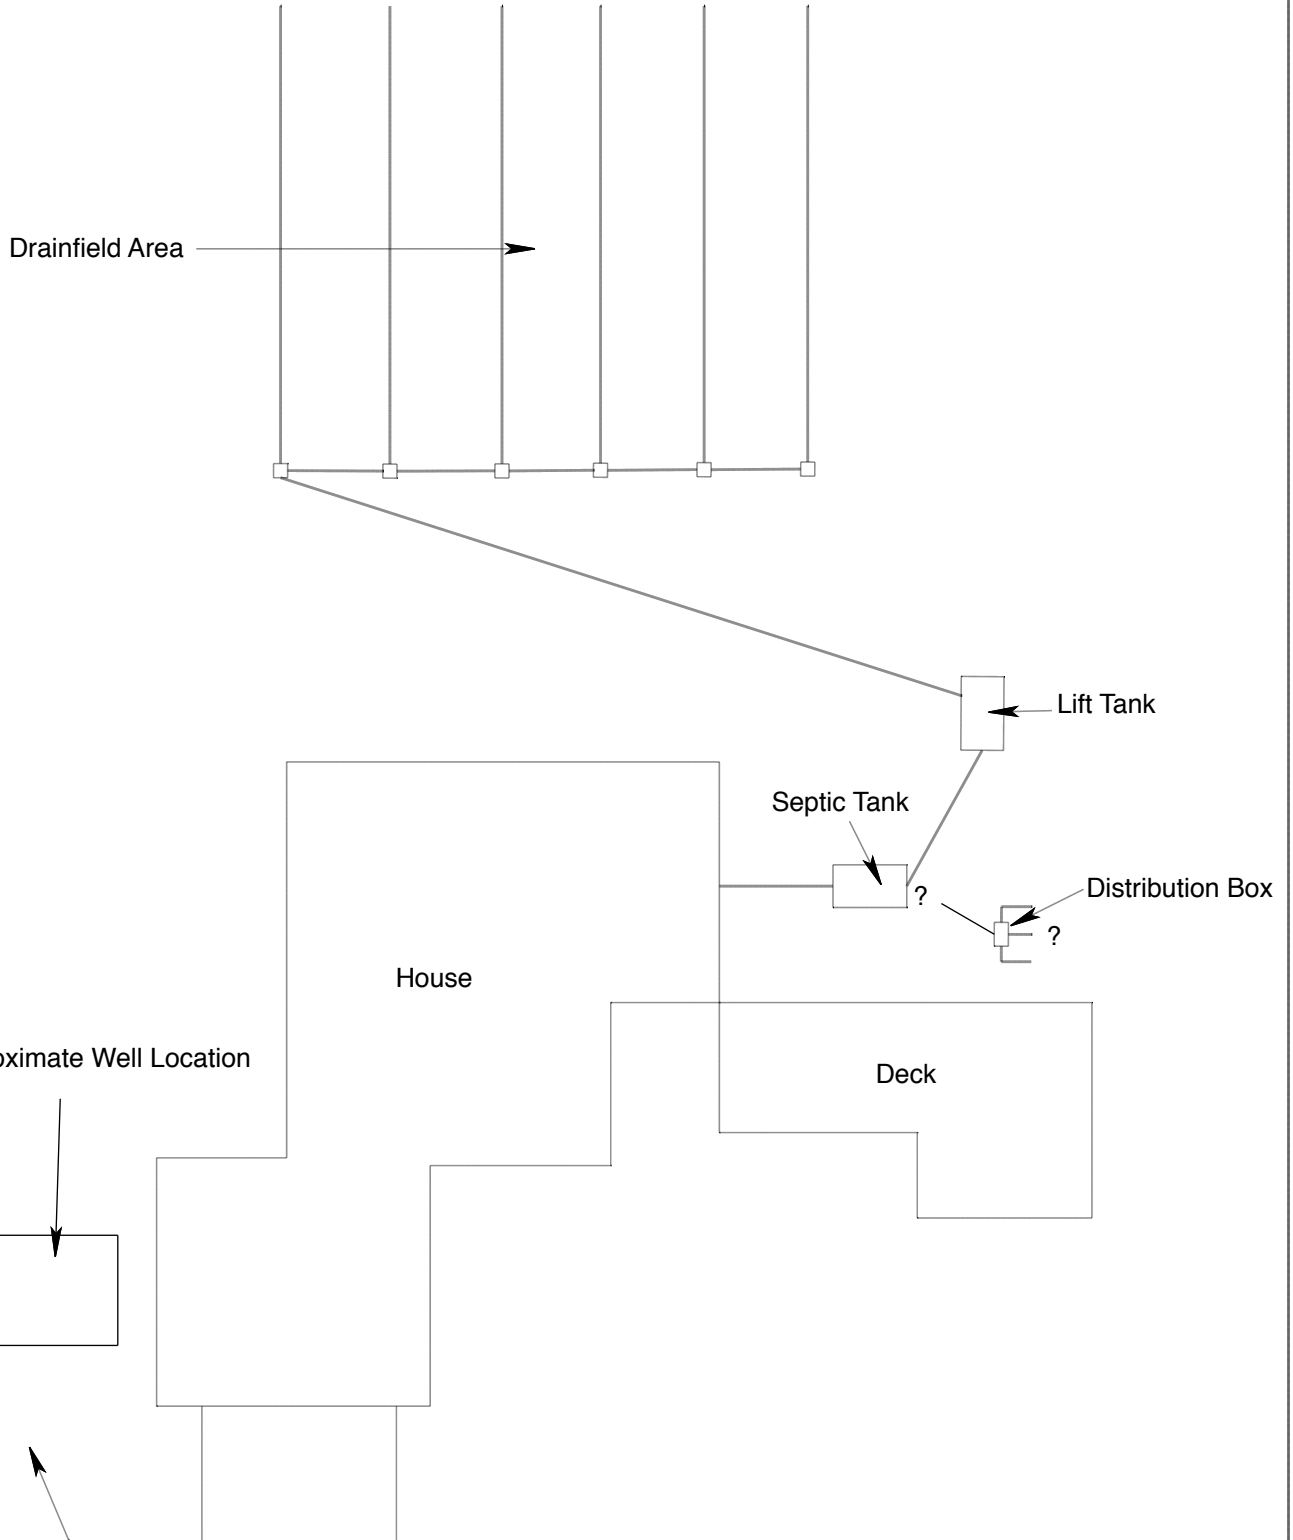 Drainfield Area
Lift Tank
Septic Tank
?
Distribution Box
?
House
oximate Well Location
Deck